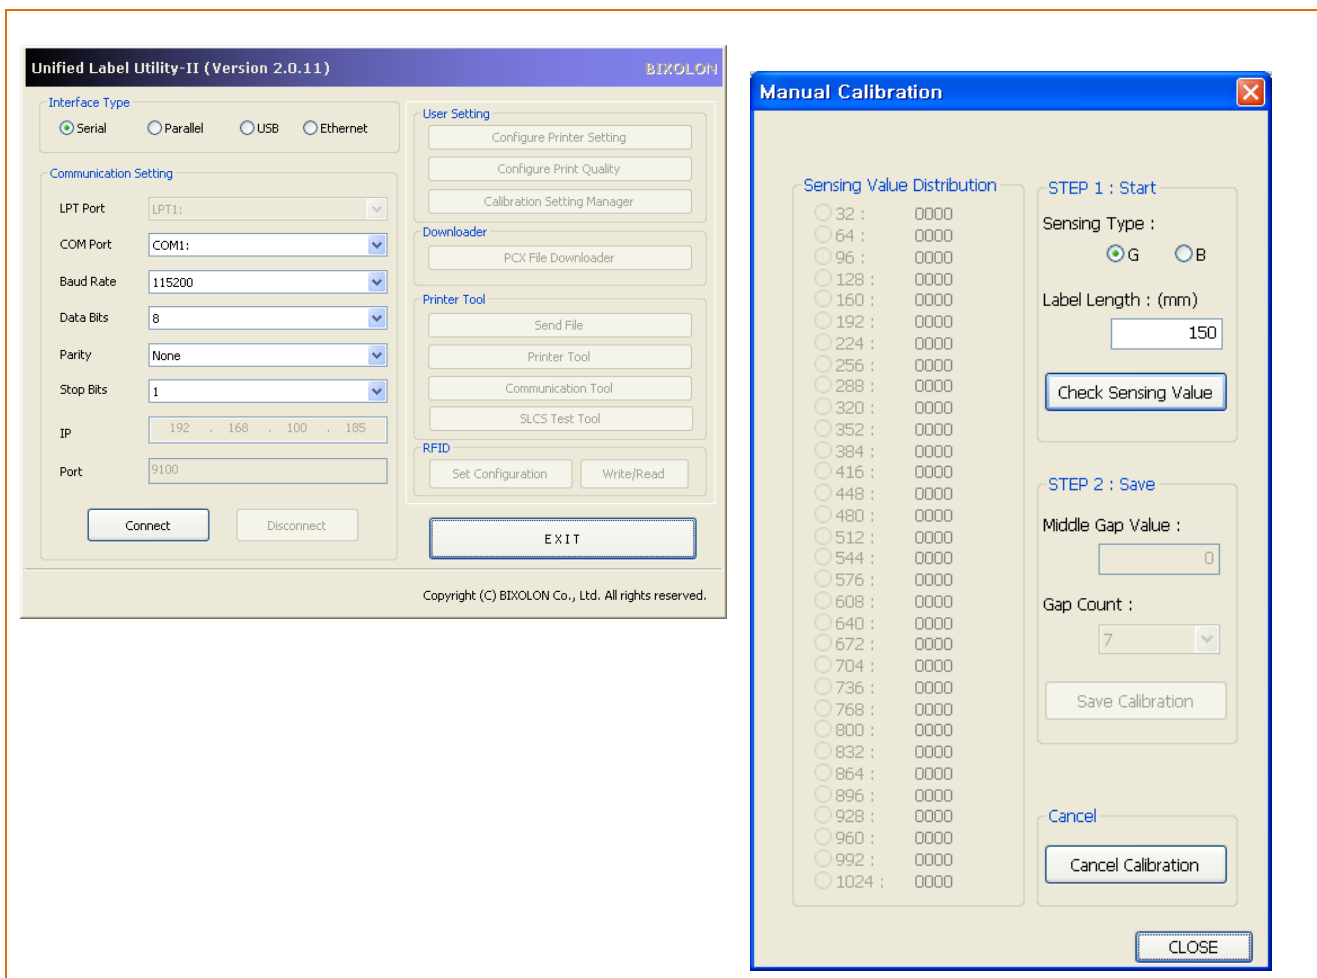 Unified Label Utility-II (Version 2.0.11)
BIXOLON
Interface Type
Serial Parallel USB Ethernet
Communication Setting
LPT Port LPT1:
COM Port COM1:
Baud Rate 115200
Data Bits 8
Parity None
Stop Bits 1
IP 192 . 168 . 100 . 185
Port 9100
Connect Disconnect
User Setting
Configure Printer Setting
Configure Print Quality
Calibration Setting Manager
Downloader
PCX File Downloader
Printer Tool
Send File
Printer Tool
Communication Tool
SLCS Test Tool
RFID
Set Configuration Write/Read
EXIT
Copyright (C) BIXOLON Co., Ltd. All rights reserved.
Manual Calibration
Sensing Value Distribution
32 : 0000
64 : 0000
96 : 0000
128 : 0000
160 : 0000
192 : 0000
224 : 0000
256 : 0000
288 : 0000
320 : 0000
352 : 0000
384 : 0000
416 : 0000
448 : 0000
480 : 0000
512 : 0000
544 : 0000
576 : 0000
608 : 0000
640 : 0000
672 : 0000
704 : 0000
736 : 0000
768 : 0000
800 : 0000
832 : 0000
864 : 0000
896 : 0000
928 : 0000
960 : 0000
992 : 0000
1024 : 0000
STEP 1 : Start
Sensing Type :
G B
Label Length : (mm)
150
Check Sensing Value
STEP 2 : Save
Middle Gap Value :
0
Gap Count :
7
Save Calibration
Cancel
Cancel Calibration
CLOSE